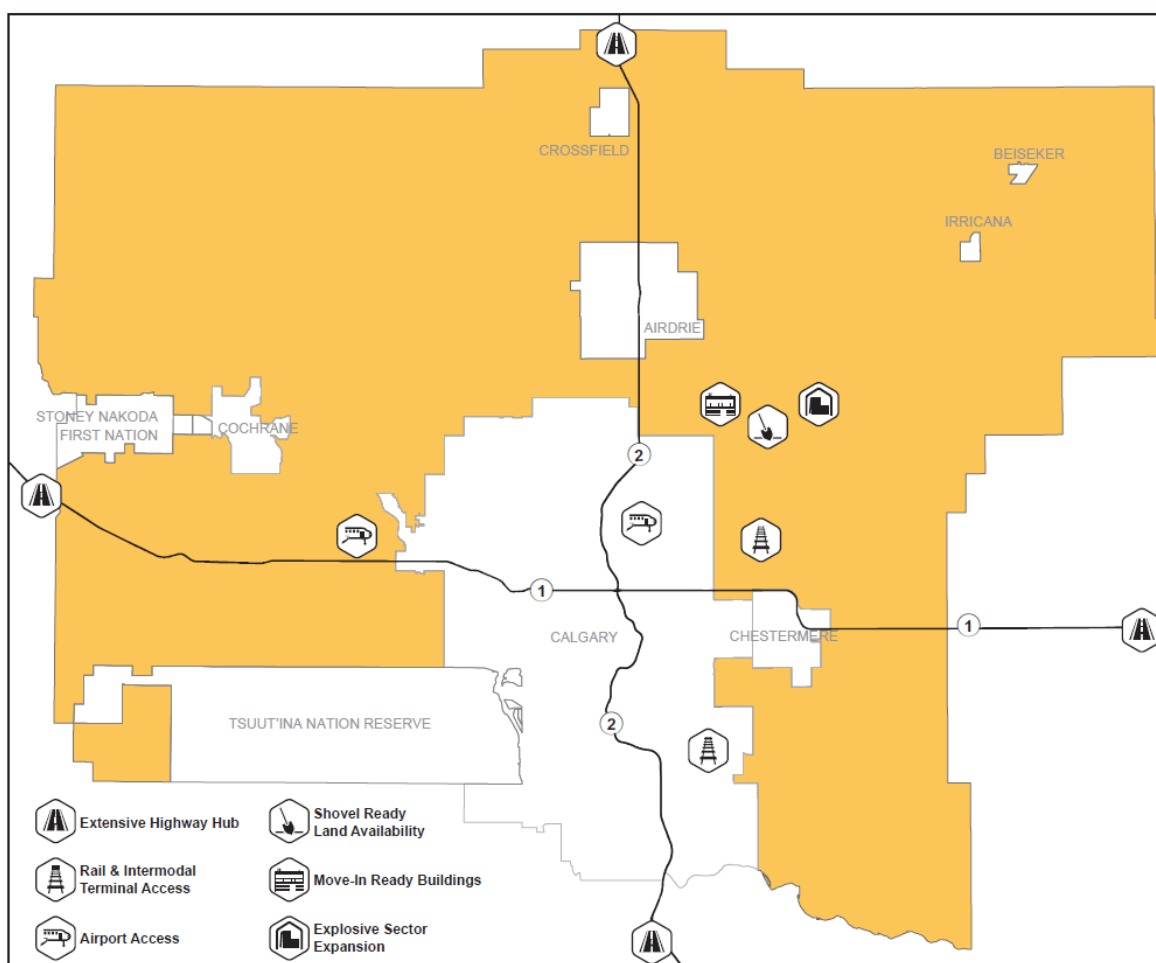 CROSSFIELD
BEISEKER
IRRICANA
AIRDRIE
STONEY NAKODA
FIRST NATION
COCHRANE
2
1
CALGARY
CHESTERMERE
1
TSUUT'INA NATION RESERVE
2
Extensive Highway Hub
Rail & Intermodal
Terminal Access
Airport Access
Shovel Ready
Land Availability
Move-In Ready Buildings
Explosive Sector
Expansion